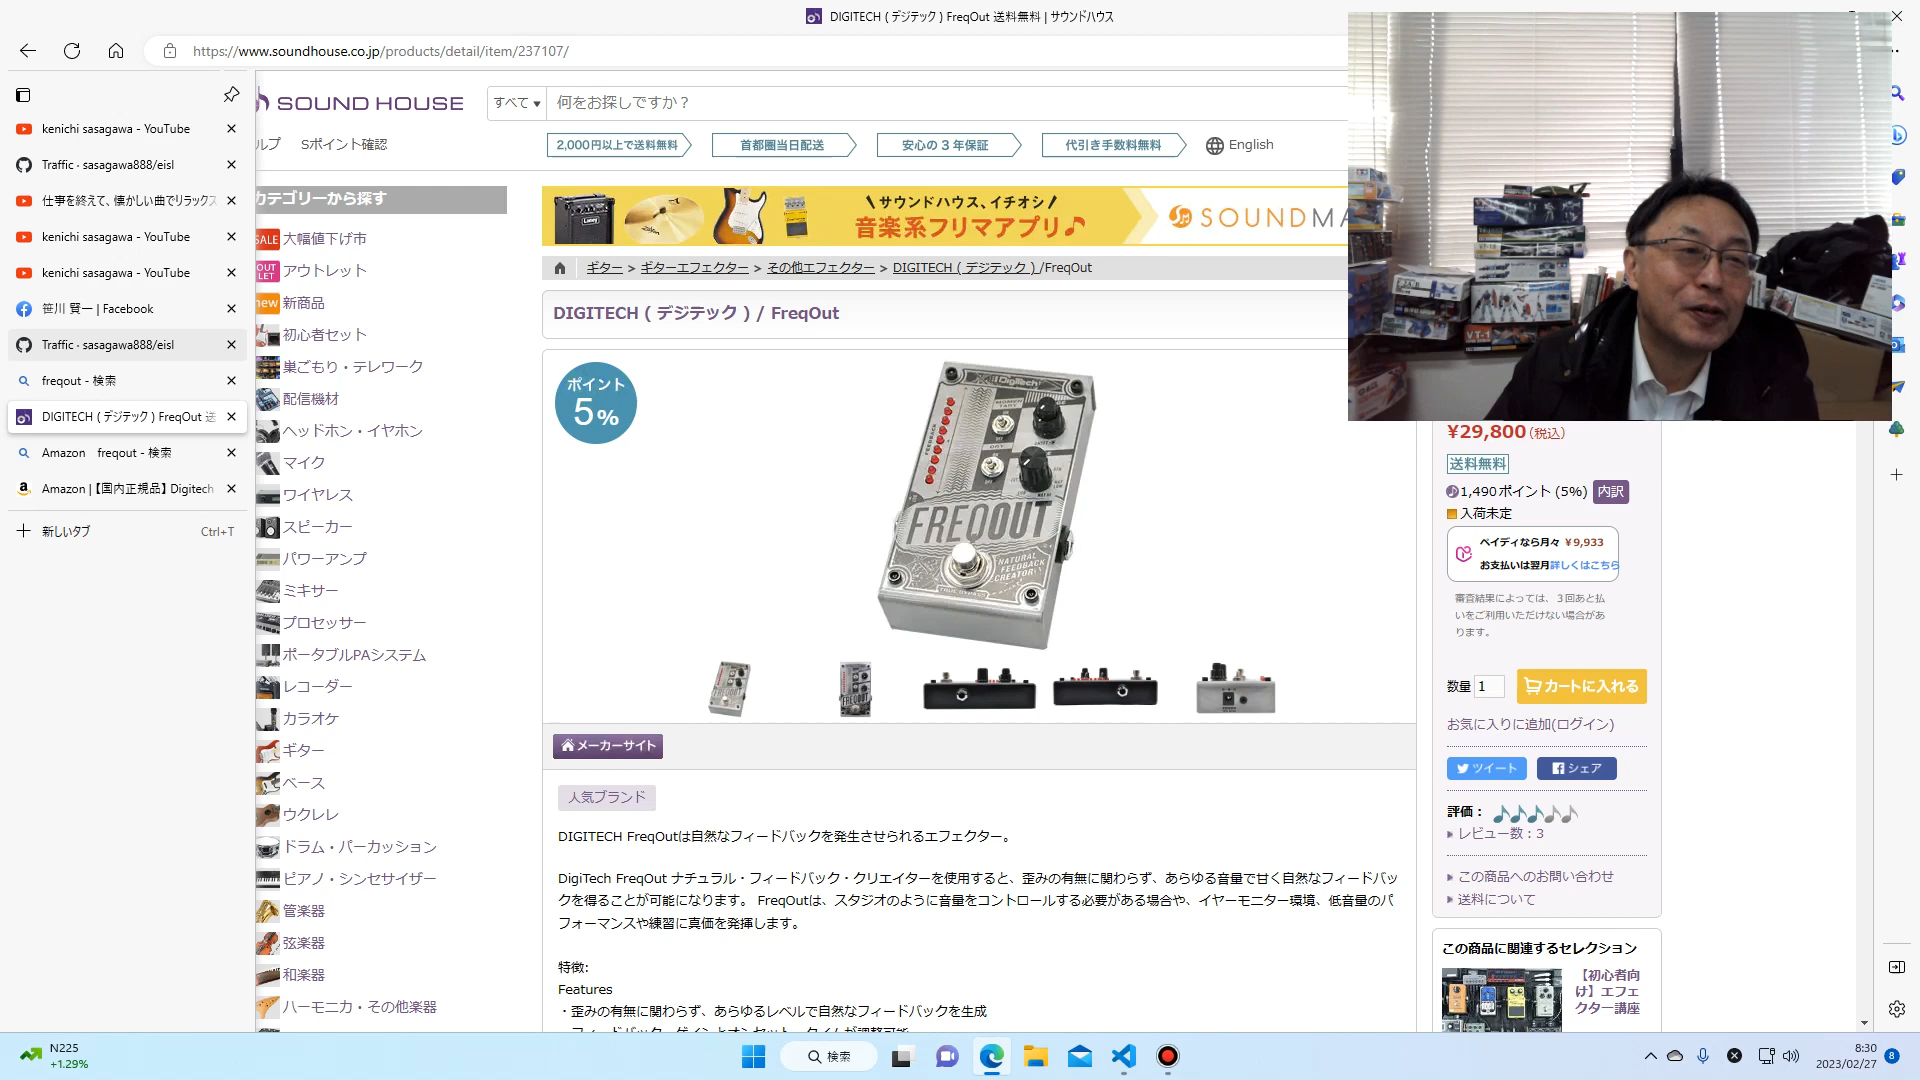 DIGITECH ( デジテック ) FreqOut 送料無料 | サウンドハウス
https://www.soundhouse.co.jp/products/detail/item/237107/
kenichi sasagawa - YouTube
Traffic · sasagawa888/eisl
仕事を終えて、懐かしい曲でリラックス
kenichi sasagawa - YouTube
kenichi sasagawa - YouTube
笹川 賢一 | Facebook
Traffic · sasagawa888/eisl
freqout - 検索
DIGITECH ( デジテック ) FreqOut 送
Amazon freqout - 検索
Amazon | 【国内正規品】 Digitech
新しいタブ Ctrl+T
SOUND HOUSE
すべて
何をお探しですか？
ルプ Sポイント確認
2,000円以上で送料無料
首都圏当日配送
安心の3年保証
代引き手数料無料
English
カテゴリーから探す
SALE 大幅値下げ市
OUT LET アウトレット
new 新商品
初心者セット
巣ごもり・テレワーク
配信機材
ヘッドホン・イヤホン
マイク
ワイヤレス
スピーカー
パワーアンプ
ミキサー
プロセッサー
ポータブルPAシステム
レコーダー
カラオケ
ギター
ベース
ウクレレ
ドラム・パーカッション
ピアノ・シンセサイザー
管楽器
弦楽器
和楽器
ハーモニカ・その他楽器
Laney
\ サウンドハウス、イチオシ /
音楽系フリマアプリ♪
SOUNDMA
ギター > ギターエフェクター > その他エフェクター > DIGITECH ( デジテック ) /FreqOut
DIGITECH ( デジテック ) / FreqOut
ポイント
5%
DigiTech
FEEDBACK
FREQOUT
NATURAL
FEEDBACK
CREATOR
メーカーサイト
人気ブランド
DIGITECH FreqOutは自然なフィードバックを発生させられるエフェクター。
DigiTech FreqOut ナチュラル・フィードバック・クリエイターを使用すると、歪みの有無に関わらず、あらゆる音量で甘く自然なフィードバッ
クを得ることが可能になります。 FreqOutは、スタジオのように音量をコントロールする必要がある場合や、イヤーモニター環境、低音量のパ
フォーマンスや練習に真価を発揮します。
特徴:
Features
・歪みの有無に関わらず、あらゆるレベルで自然なフィードバックを生成
VT-1
¥29,800(税込)
送料無料
1,490ポイント (5%) 内訳
入荷未定
ペイディなら月々 ¥9,933
お支払いは翌月詳しくはこちら
審査結果によっては、3回あと払
いをご利用いただけない場合があ
ります。
数量 1
カートに入れる
お気に入りに追加(ログイン)
ツイート
シェア
評価：
レビュー数：3
この商品へのお問い合わせ
送料について
この商品に関連するセレクション
【初心者向
け】エフェ
クター講座
N225
+1.29%
検索
8:30
2023/02/27
8